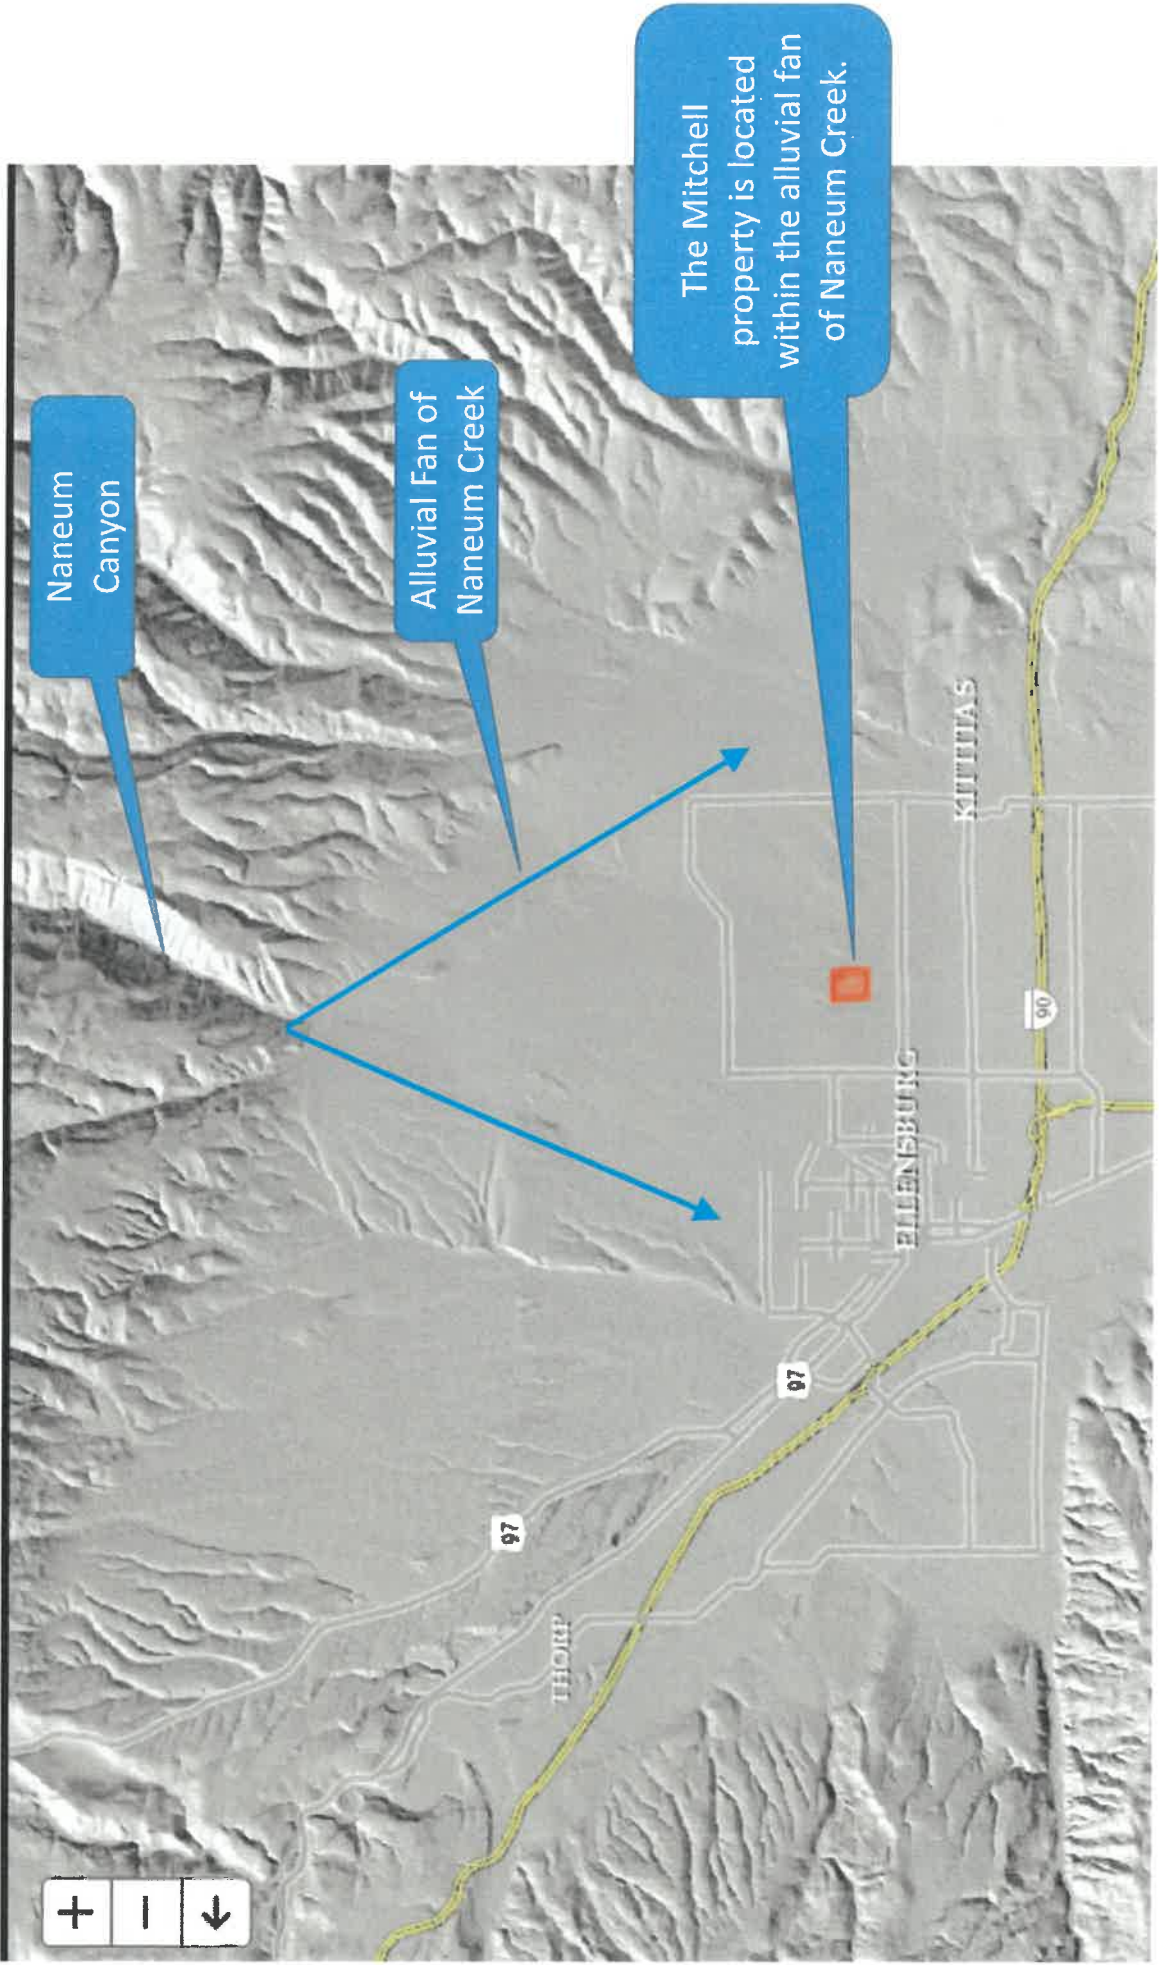 Naneum
Canyon
Alluvial Fan of
Naneum Creek
The Mitchell
property is located
within the alluvial fan
of Naneum Creek.
97
THORP
97
ELLENSBURG
90
KITTITAS
+
−